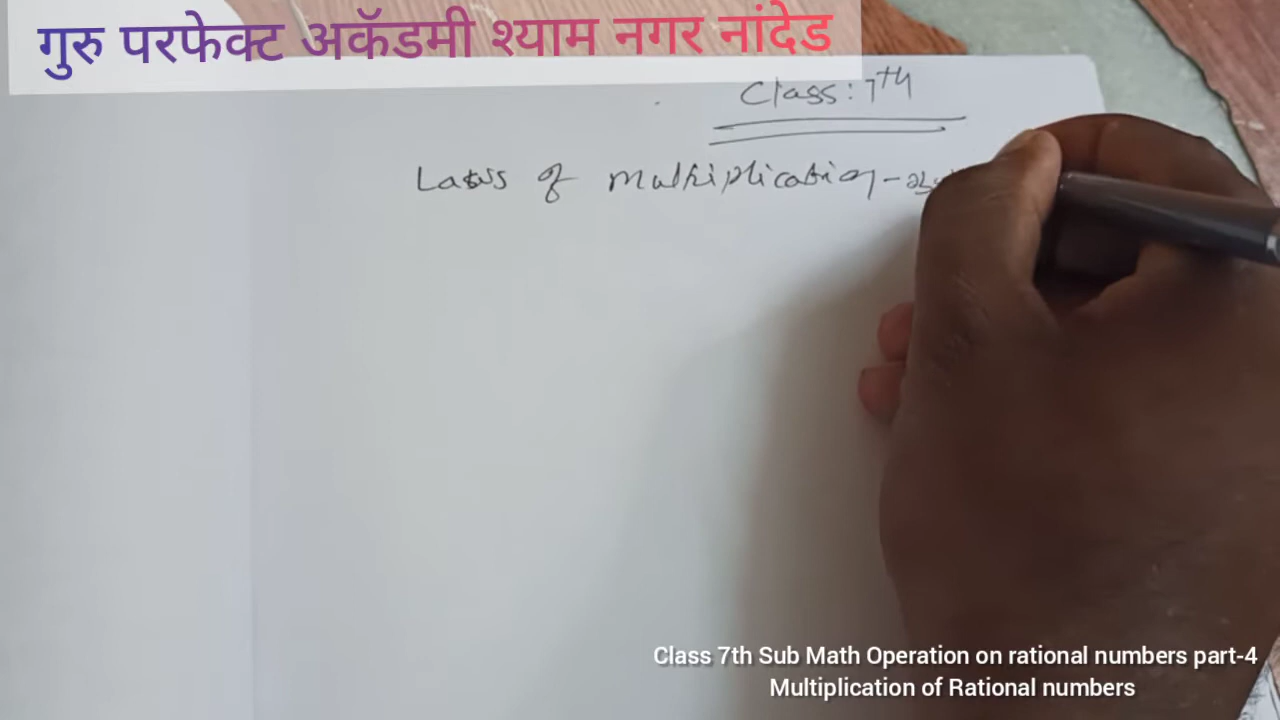 गुरु परफेक्ट अकॅडमी श्याम नगर नांदेड
Class: 7th
Laws of multiplication -
Class 7th Sub Math Operation on rational numbers part-4
Multiplication of Rational numbers